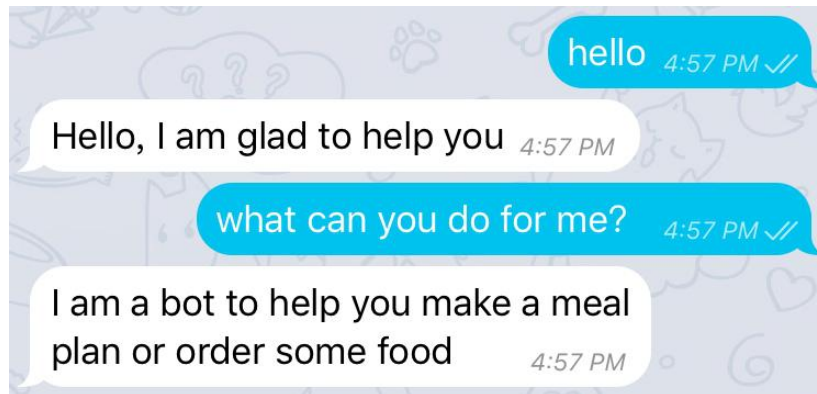 hello 4:57 PM
Hello, I am glad to help you 4:57 PM
what can you do for me? 4:57 PM
I am a bot to help you make a meal
plan or order some food 4:57 PM